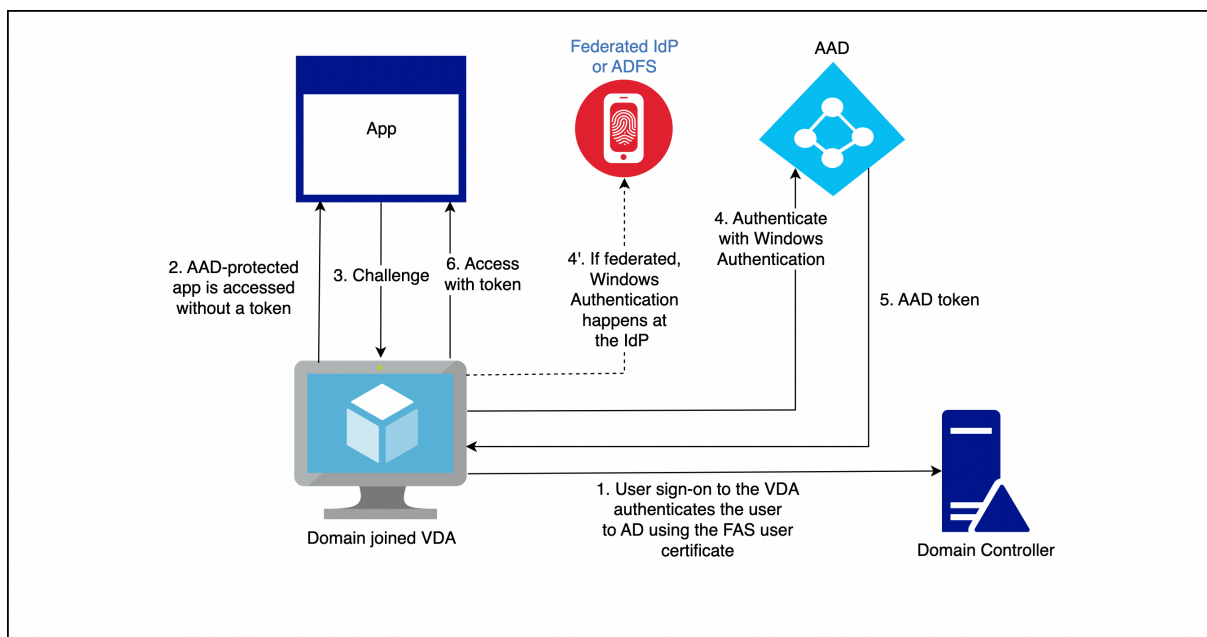 Federated IdP
or ADFS
AAD
App
2. AAD-protected
app is accessed
without a token
3. Challenge
6. Access
with token
4'. If federated,
Windows
Authentication
happens at
the IdP
4. Authenticate
with Windows
Authentication
5. AAD token
1. User sign-on to the VDA
authenticates the user
to AD using the FAS user
certificate
Domain joined VDA
Domain Controller